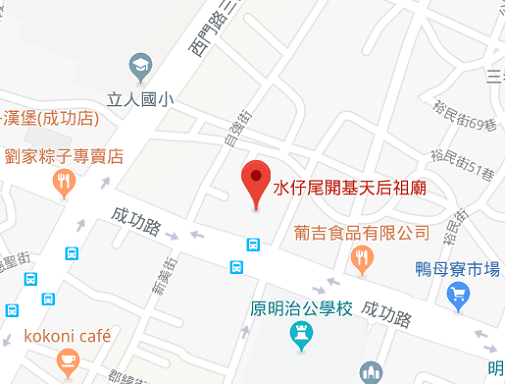 西門路三
立人國小
漢堡(成功店)
劉家粽子專賣店
自強街
裕民街69巷
裕民街51巷
裕民街
水仔尾開基天后祖廟
成功路
葡吉食品有限公司
鴨母寮市場
新美街
原明治公學校
成功路
kokoni café